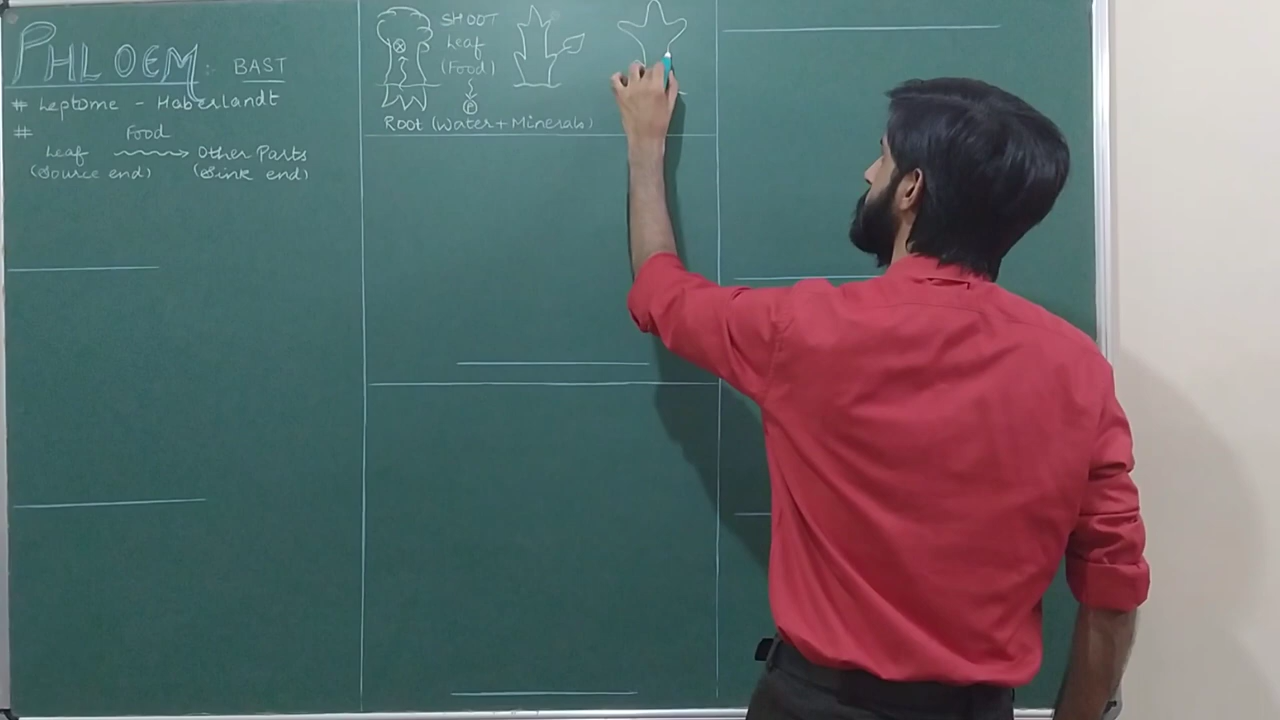 PHLOEM :- BAST
# Leptome - Haberlandt
#
Food
Leaf → Other Parts
(Source end) (Sink end)
SHOOT
Leaf
(Food)
P
Root (Water + Minerals)